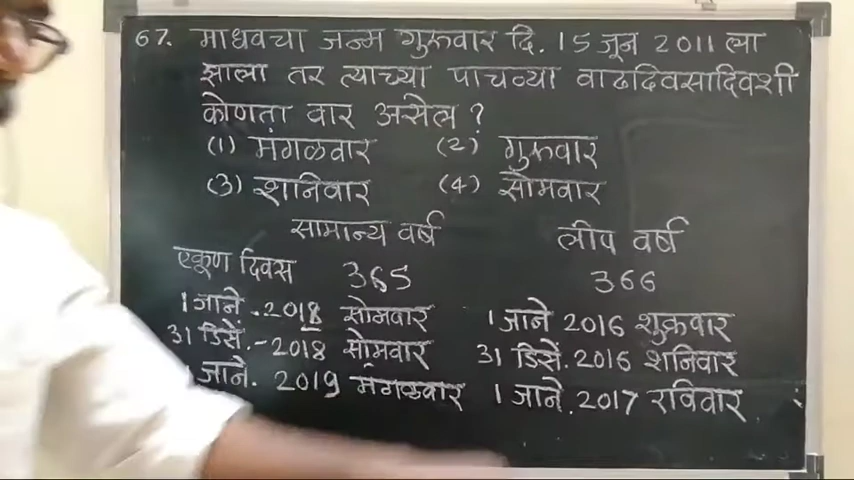 67. माधवचा जन्म गुरुवार दि. 15 जून 2011 ला
झाला तर त्याच्या पाचव्या वाढदिवसादिवशी
कोणता वार असेल ?
(1) मंगळवार (2) गुरुवार
(3) शनिवार (4) सोमवार
सामान्य वर्ष लीप वर्ष
एकूण दिवस 365 366
1 जाने. 2018 सोमवार 1 जाने 2016 शुक्रवार
31 डिसें.-2018 सोमवार 31 डिसें. 2016 शनिवार
जाने. 2019 मंगळवार 1 जाने. 2017 रविवार